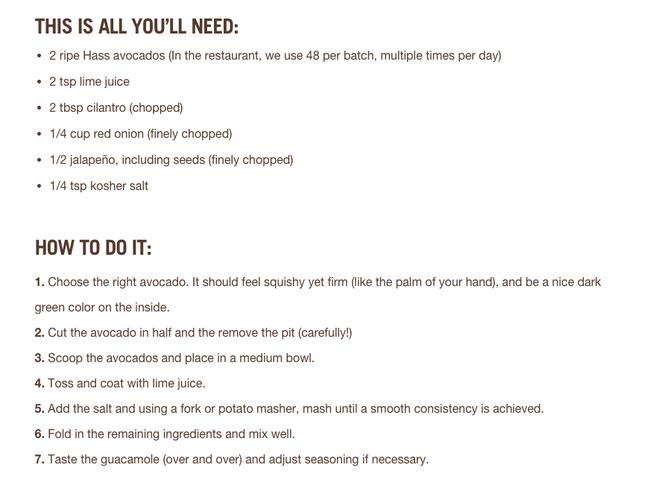 THIS IS ALL YOU’LL NEED:
• 2 ripe Hass avocados (In the restaurant, we use 48 per batch, multiple times per day)
• 2 tsp lime juice
• 2 tbsp cilantro (chopped)
• 1/4 cup red onion (finely chopped)
• 1/2 jalapeño, including seeds (finely chopped)
• 1/4 tsp kosher salt
HOW TO DO IT:
1. Choose the right avocado. It should feel squishy yet firm (like the palm of your hand), and be a nice dark
green color on the inside.
2. Cut the avocado in half and the remove the pit (carefully!)
3. Scoop the avocados and place in a medium bowl.
4. Toss and coat with lime juice.
5. Add the salt and using a fork or potato masher, mash until a smooth consistency is achieved.
6. Fold in the remaining ingredients and mix well.
7. Taste the guacamole (over and over) and adjust seasoning if necessary.